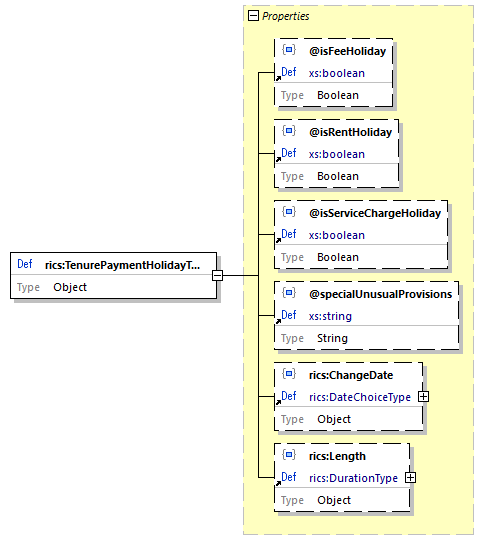 Properties
@isFeeHoliday
Def xs:boolean
Type Boolean
@isRentHoliday
Def xs:boolean
Type Boolean
@isServiceChargeHoliday
Def xs:boolean
Type Boolean
Def rics:TenurePaymentHolidayT...
Type Object
@specialUnusualProvisions
Def xs:string
Type String
rics:ChangeDate
Def rics:DateChoiceType
Type Object
rics:Length
Def rics:DurationType
Type Object